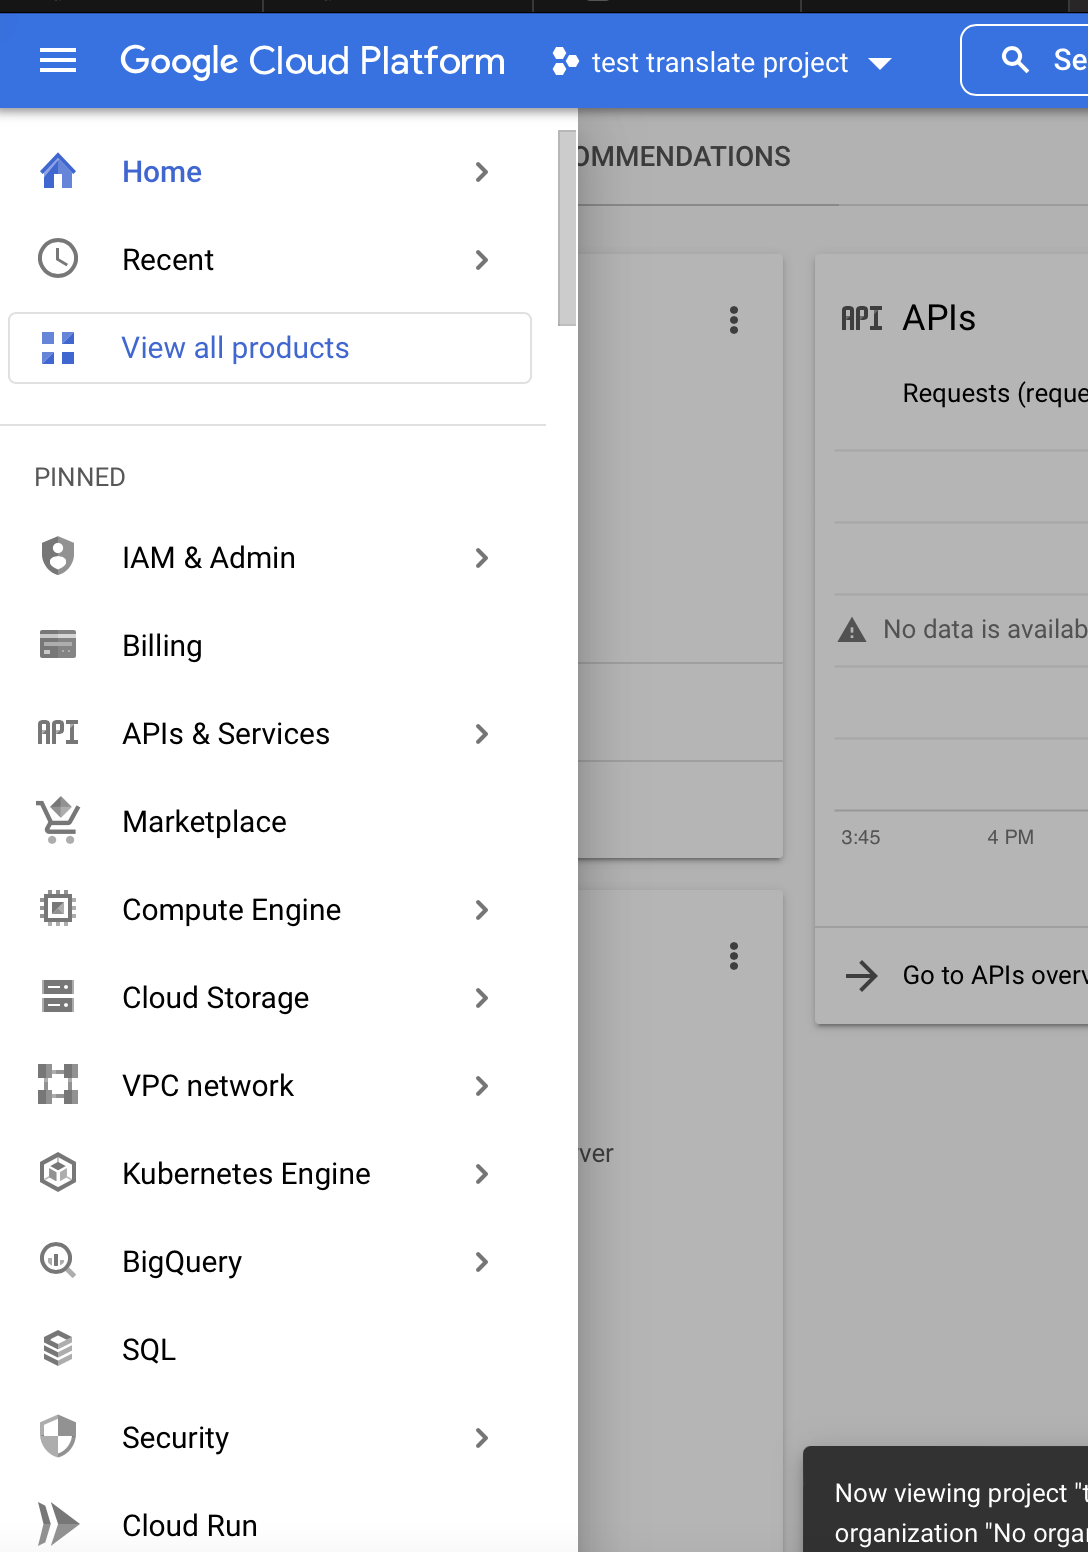 Google Cloud Platform
test translate project
Home
Recent
View all products
PINNED
IAM & Admin
Billing
API
APIs & Services
Marketplace
Compute Engine
Cloud Storage
VPC network
Kubernetes Engine
BigQuery
SQL
Security
Cloud Run
OMMENDATIONS
API APIs
Requests (reque
No data is availab
3:45 4 PM
Go to APIs overv
ver
Se
Now viewing project "t
organization "No orga